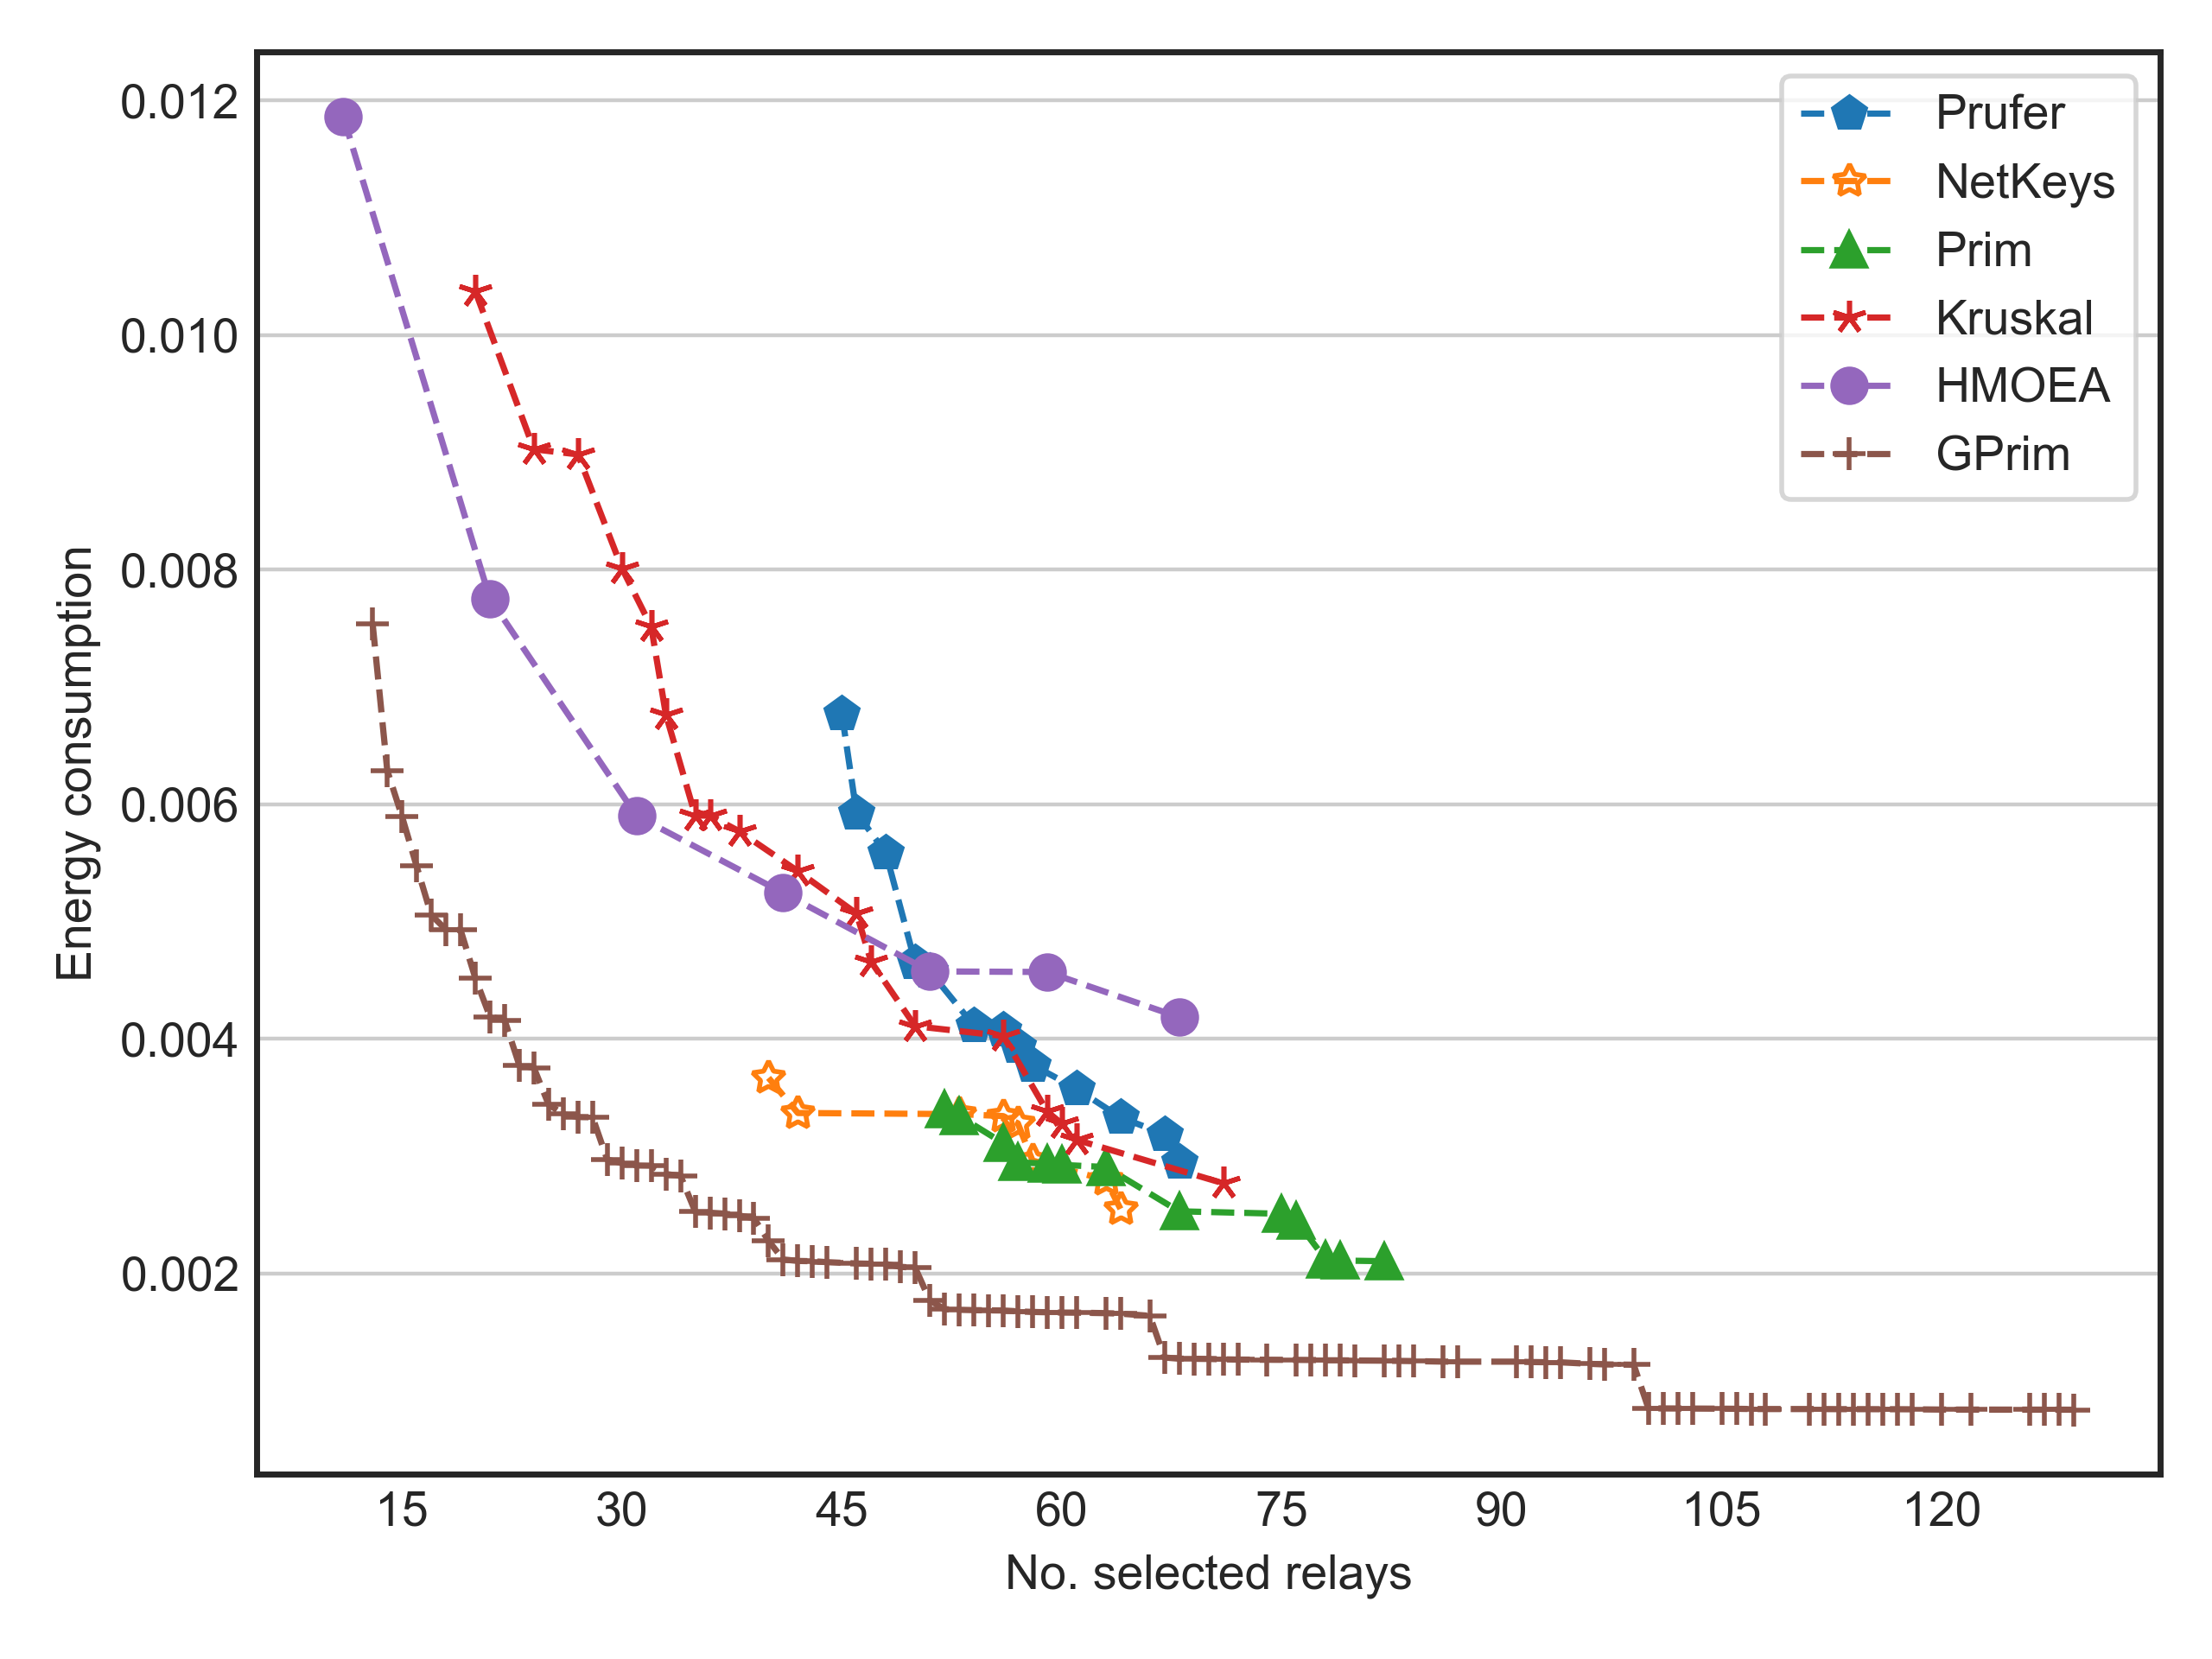 Energy consumption
0.012
0.010
0.008
0.006
0.004
0.002
Prufer
NetKeys
Prim
Kruskal
HMOEA
GPrim
15 30 45 60 75 90 105 120
No. selected relays